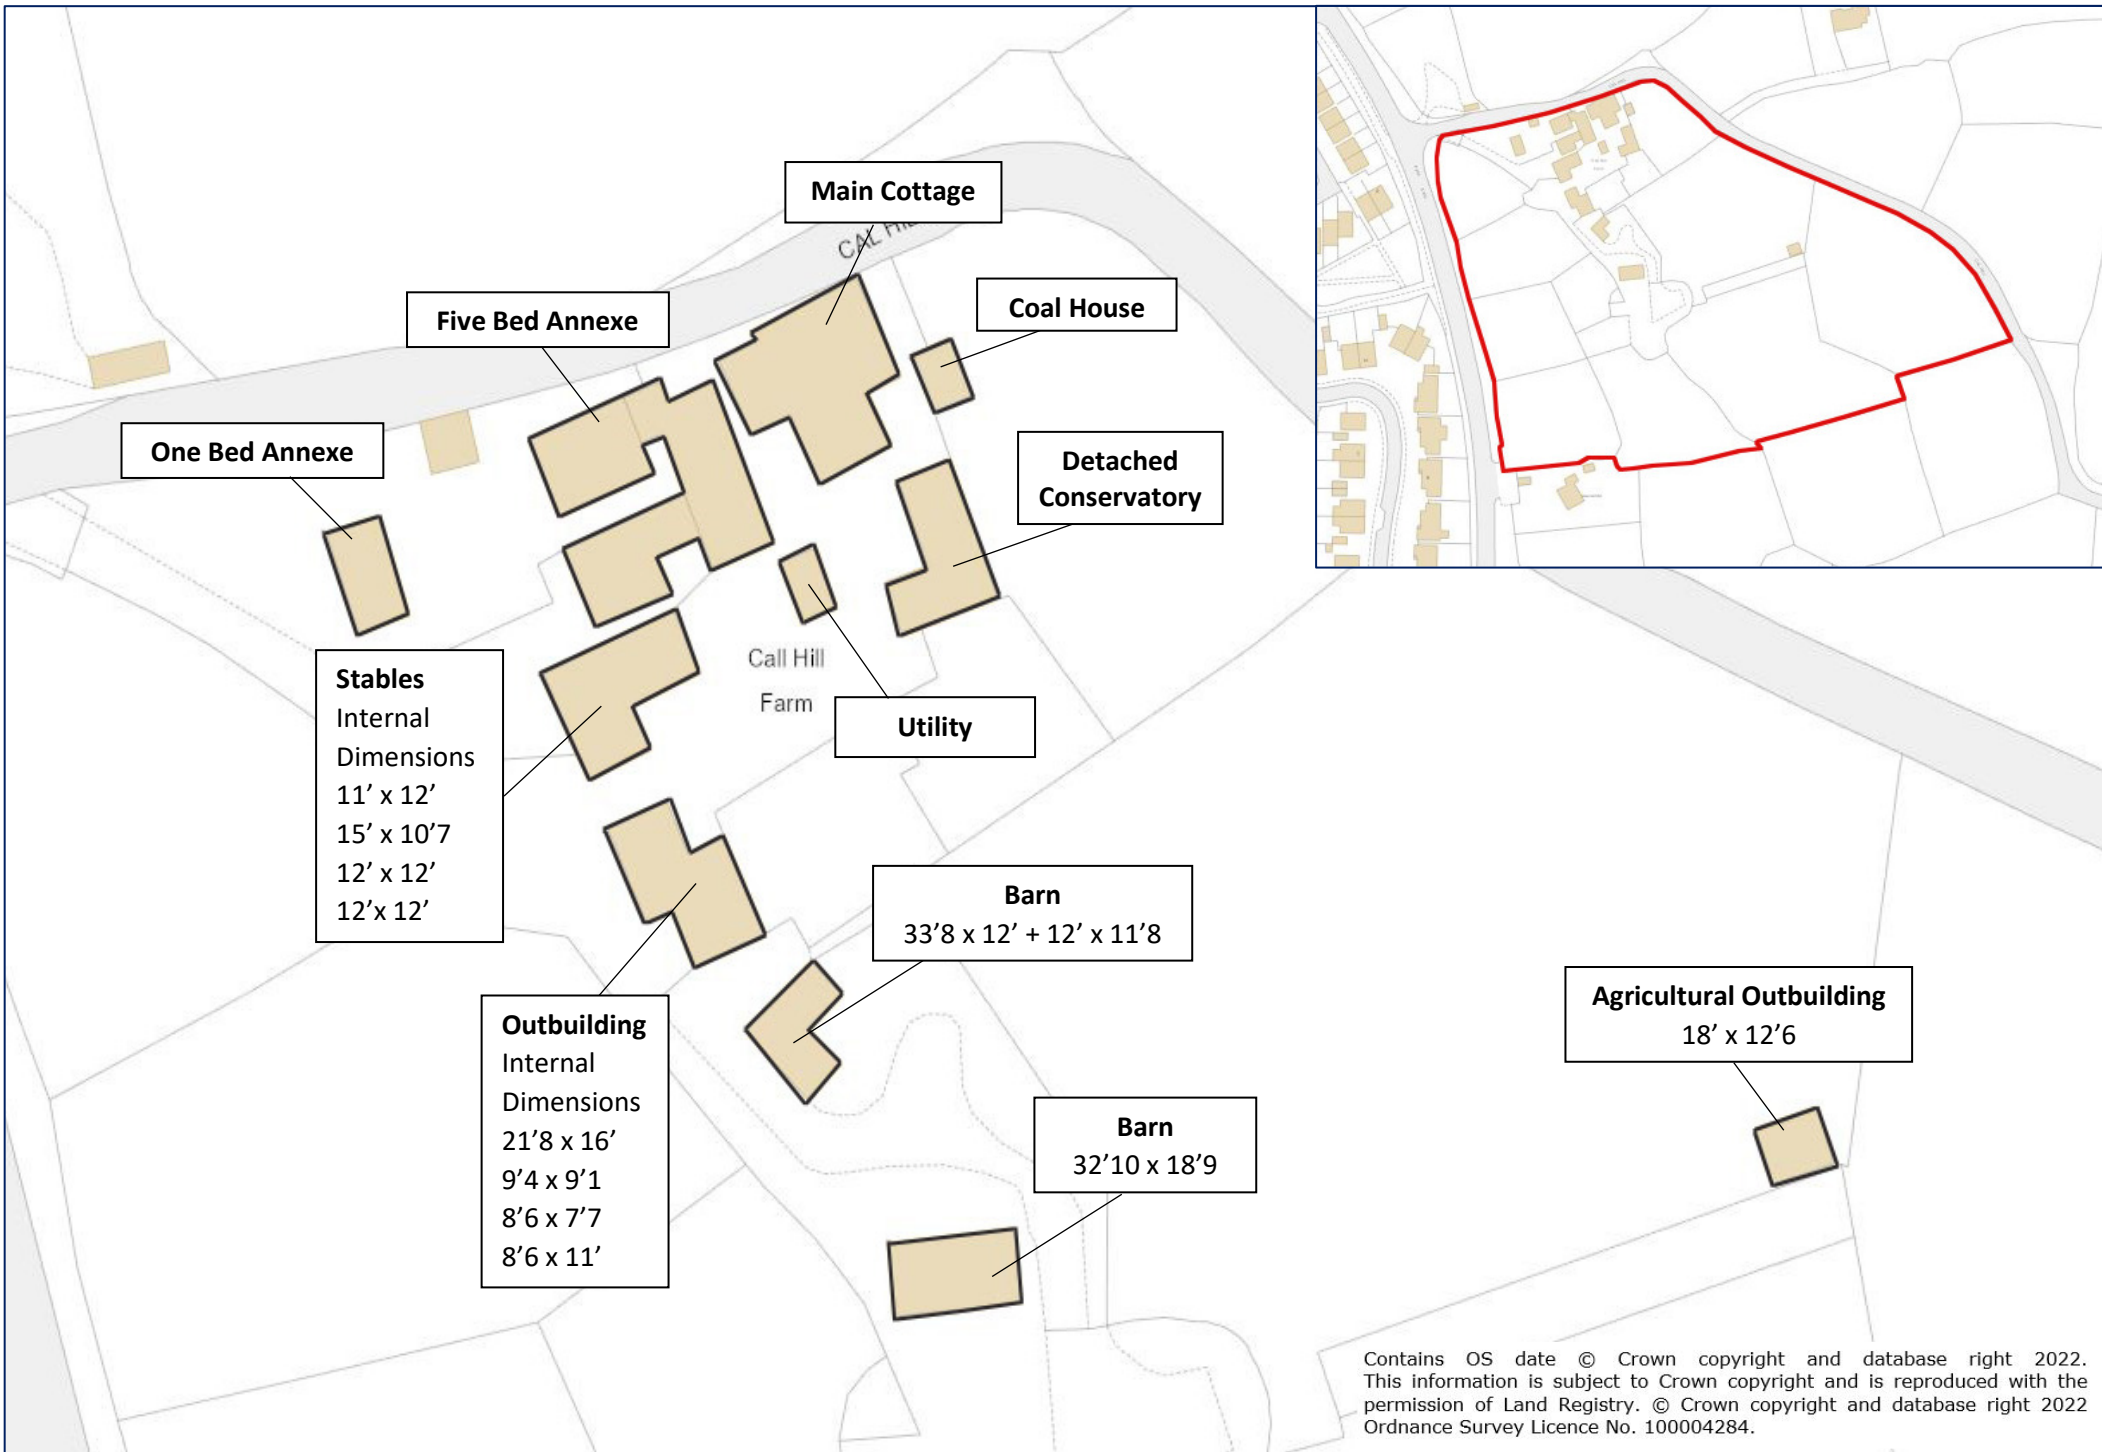 Main Cottage
CAL HIL
Five Bed Annexe
Coal House
One Bed Annexe
Detached
Conservatory
Stables
Internal
Dimensions
11’ x 12’
15’ x 10’7
12’ x 12’
12’x 12’
Call Hill
Farm
Utility
Barn
33’8 x 12’ + 12’ x 11’8
Outbuilding
Internal
Dimensions
21’8 x 16’
9’4 x 9’1
8’6 x 7’7
8’6 x 11’
Agricultural Outbuilding
18’ x 12’6
Barn
32’10 x 18’9
Contains OS date © Crown copyright and database right 2022.
This information is subject to Crown copyright and is reproduced with the
permission of Land Registry. © Crown copyright and database right 2022
Ordnance Survey Licence No. 100004284.